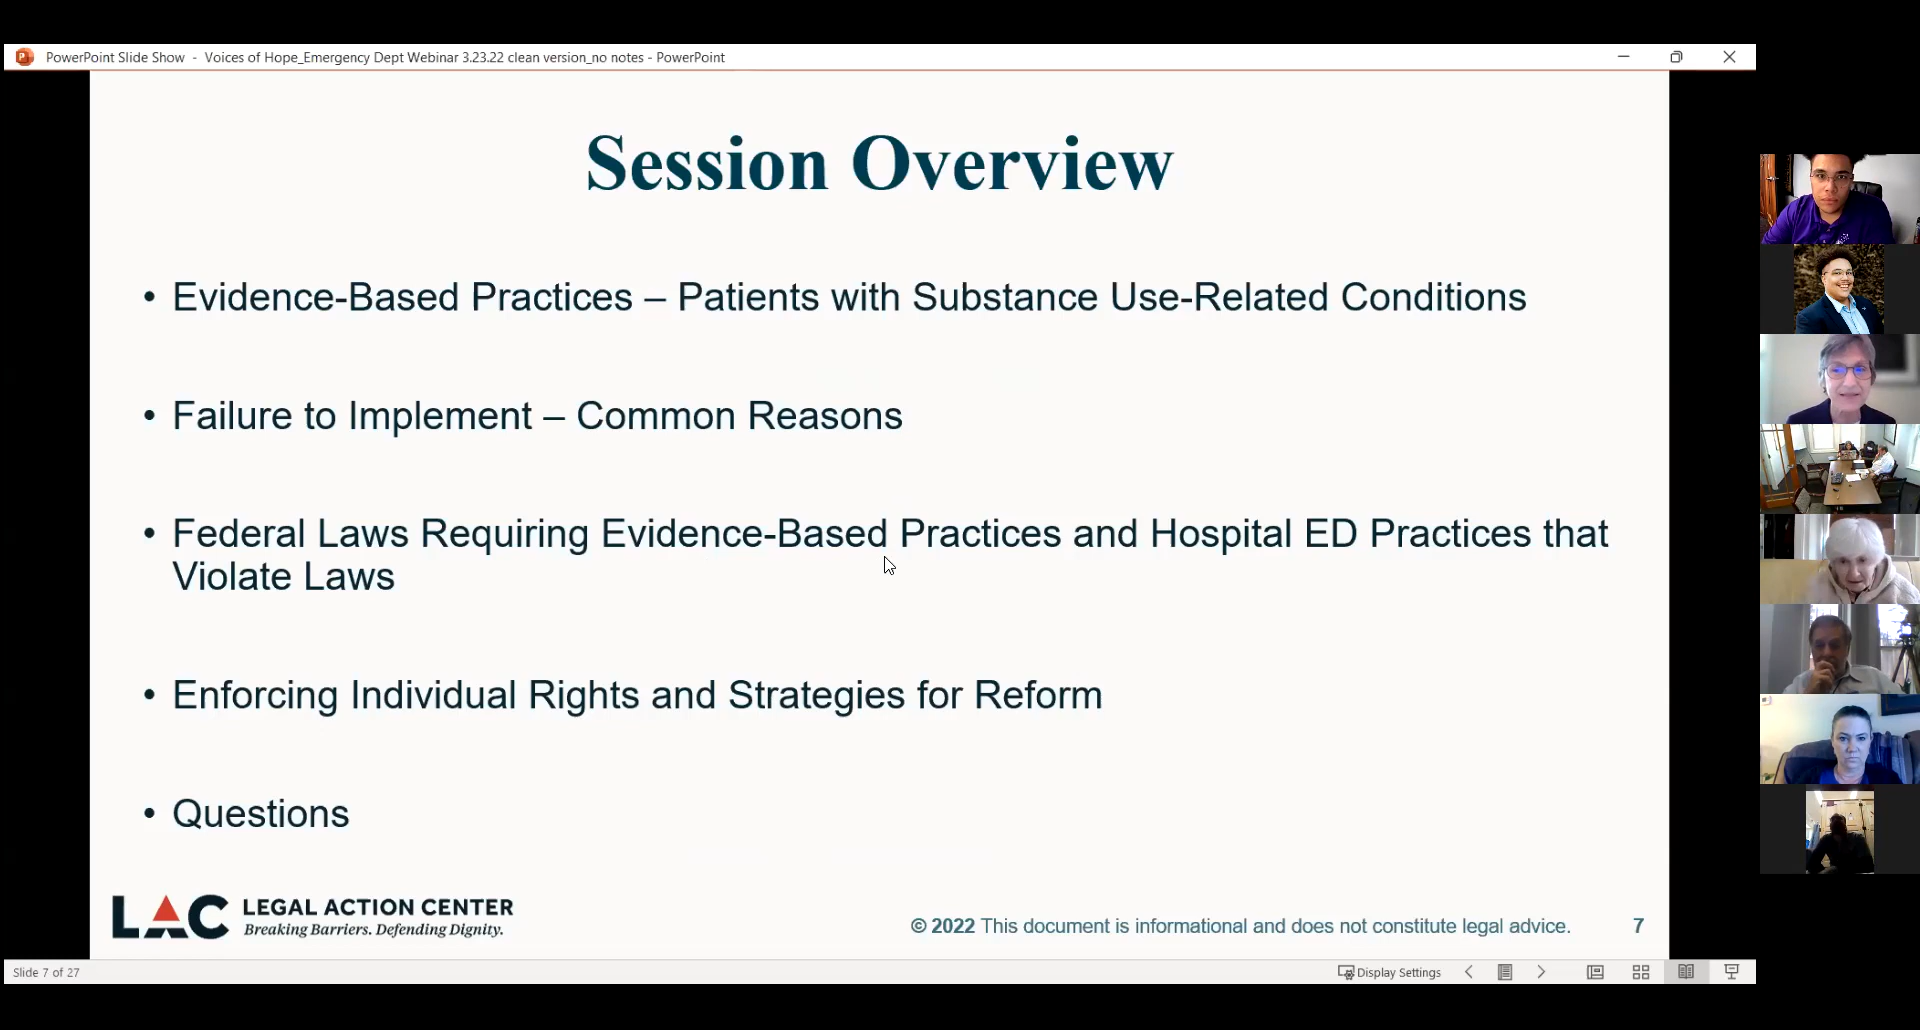 PowerPoint Slide Show - Voices of Hope_Emergency Dept Webinar 3.23.22 clean version_no notes - PowerPoint
Session Overview
• Evidence-Based Practices – Patients with Substance Use-Related Conditions
• Failure to Implement – Common Reasons
• Federal Laws Requiring Evidence-Based Practices and Hospital ED Practices that
Violate Laws
• Enforcing Individual Rights and Strategies for Reform
• Questions
LAC LEGAL ACTION CENTER
Breaking Barriers. Defending Dignity.
© 2022 This document is informational and does not constitute legal advice. 7
Slide 7 of 27
Display Settings